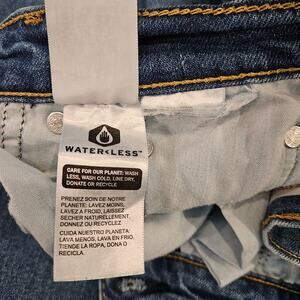 WATER<LESS™
CARE FOR OUR PLANET: WASH
LESS, WASH COLD, LINE DRY,
DONATE OR RECYCLE
PRENEZ SOIN DE NOTRE
PLANETE: LAVEZ MOINS,
LAVEZ A FROID, LAISSEZ
SECHER NATURELLEMENT,
DONNEZ OU RECYCLEZ
CUIDA NUESTRO PLANETA:
LAVA MENOS, LAVA EN FRIO,
TIENDE LA ROPA, DONA O
RECICLA.